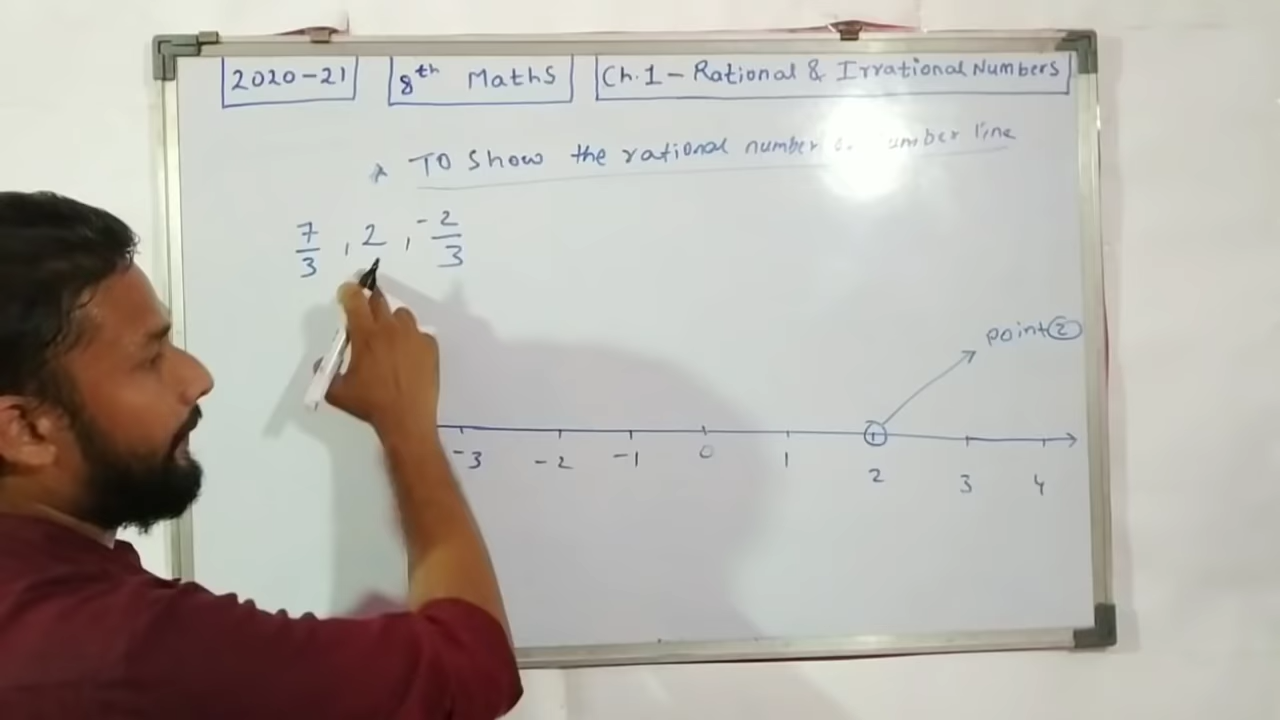 2020-21 8th Maths Ch.1 - Rational & Irrational Numbers
* To Show the rational number line
7/3 , 2 , -2/3
point 2
-3 -2 -1 0 1 2 3 4